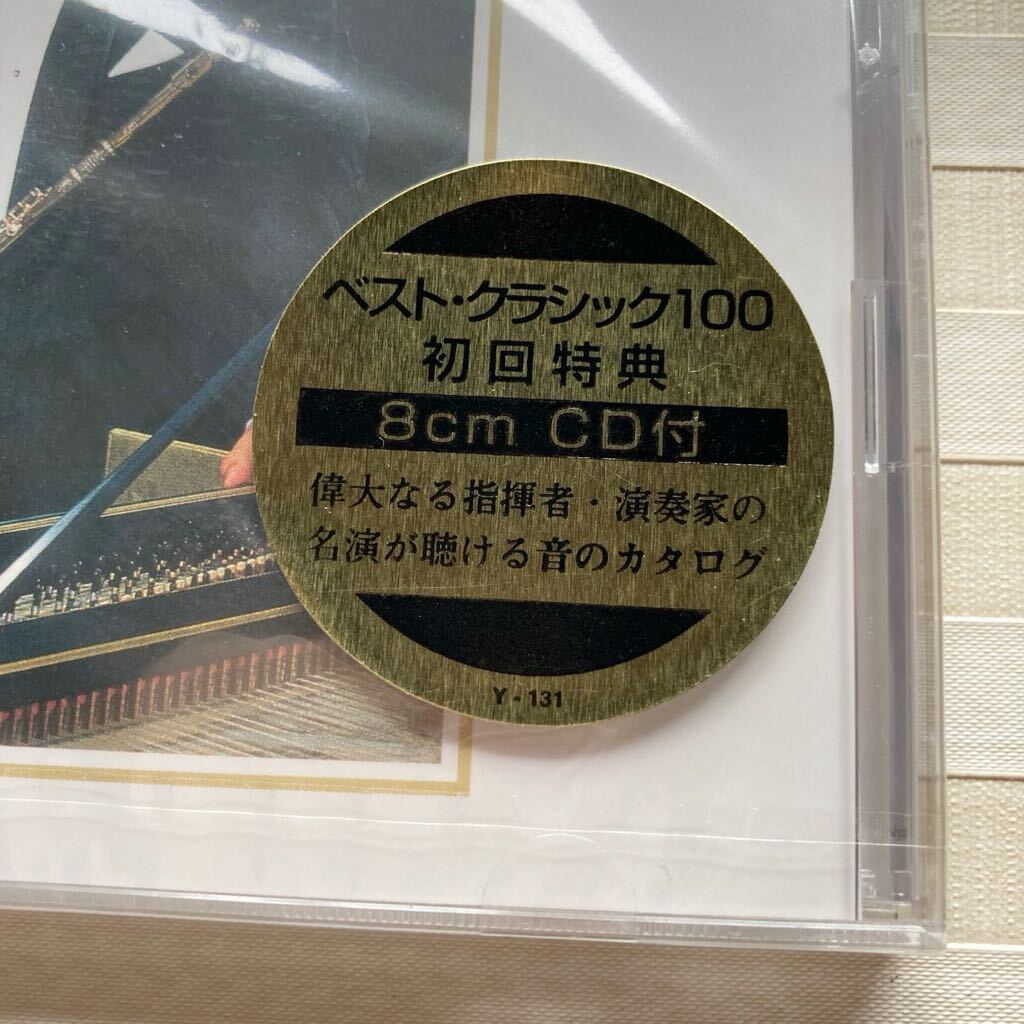 ベスト・クラシック100
初回特典
8cm CD付
偉大なる指揮者・演奏家の
名演が聴ける音のカタログ
Y-131